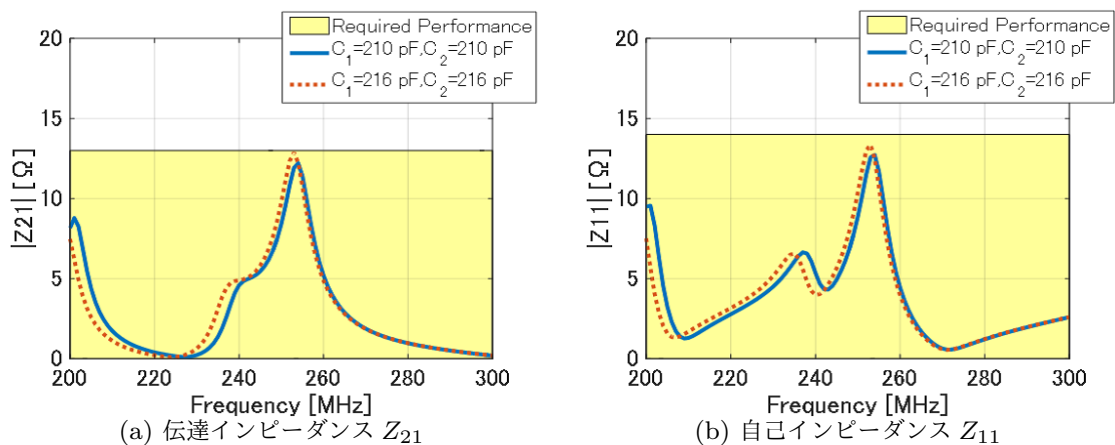 Required Performance
C₁=210 pF,C₂=210 pF
C₁=216 pF,C₂=216 pF
|Z21| [Ω]
20
15
10
5
0
200 220 240 260 280 300
Frequency [MHz]
(a) 伝達インピーダンス Z₂₁
Required Performance
C₁=210 pF,C₂=210 pF
C₁=216 pF,C₂=216 pF
|Z11| [Ω]
20
15
10
5
0
200 220 240 260 280 300
Frequency [MHz]
(b) 自己インピーダンス Z₁₁